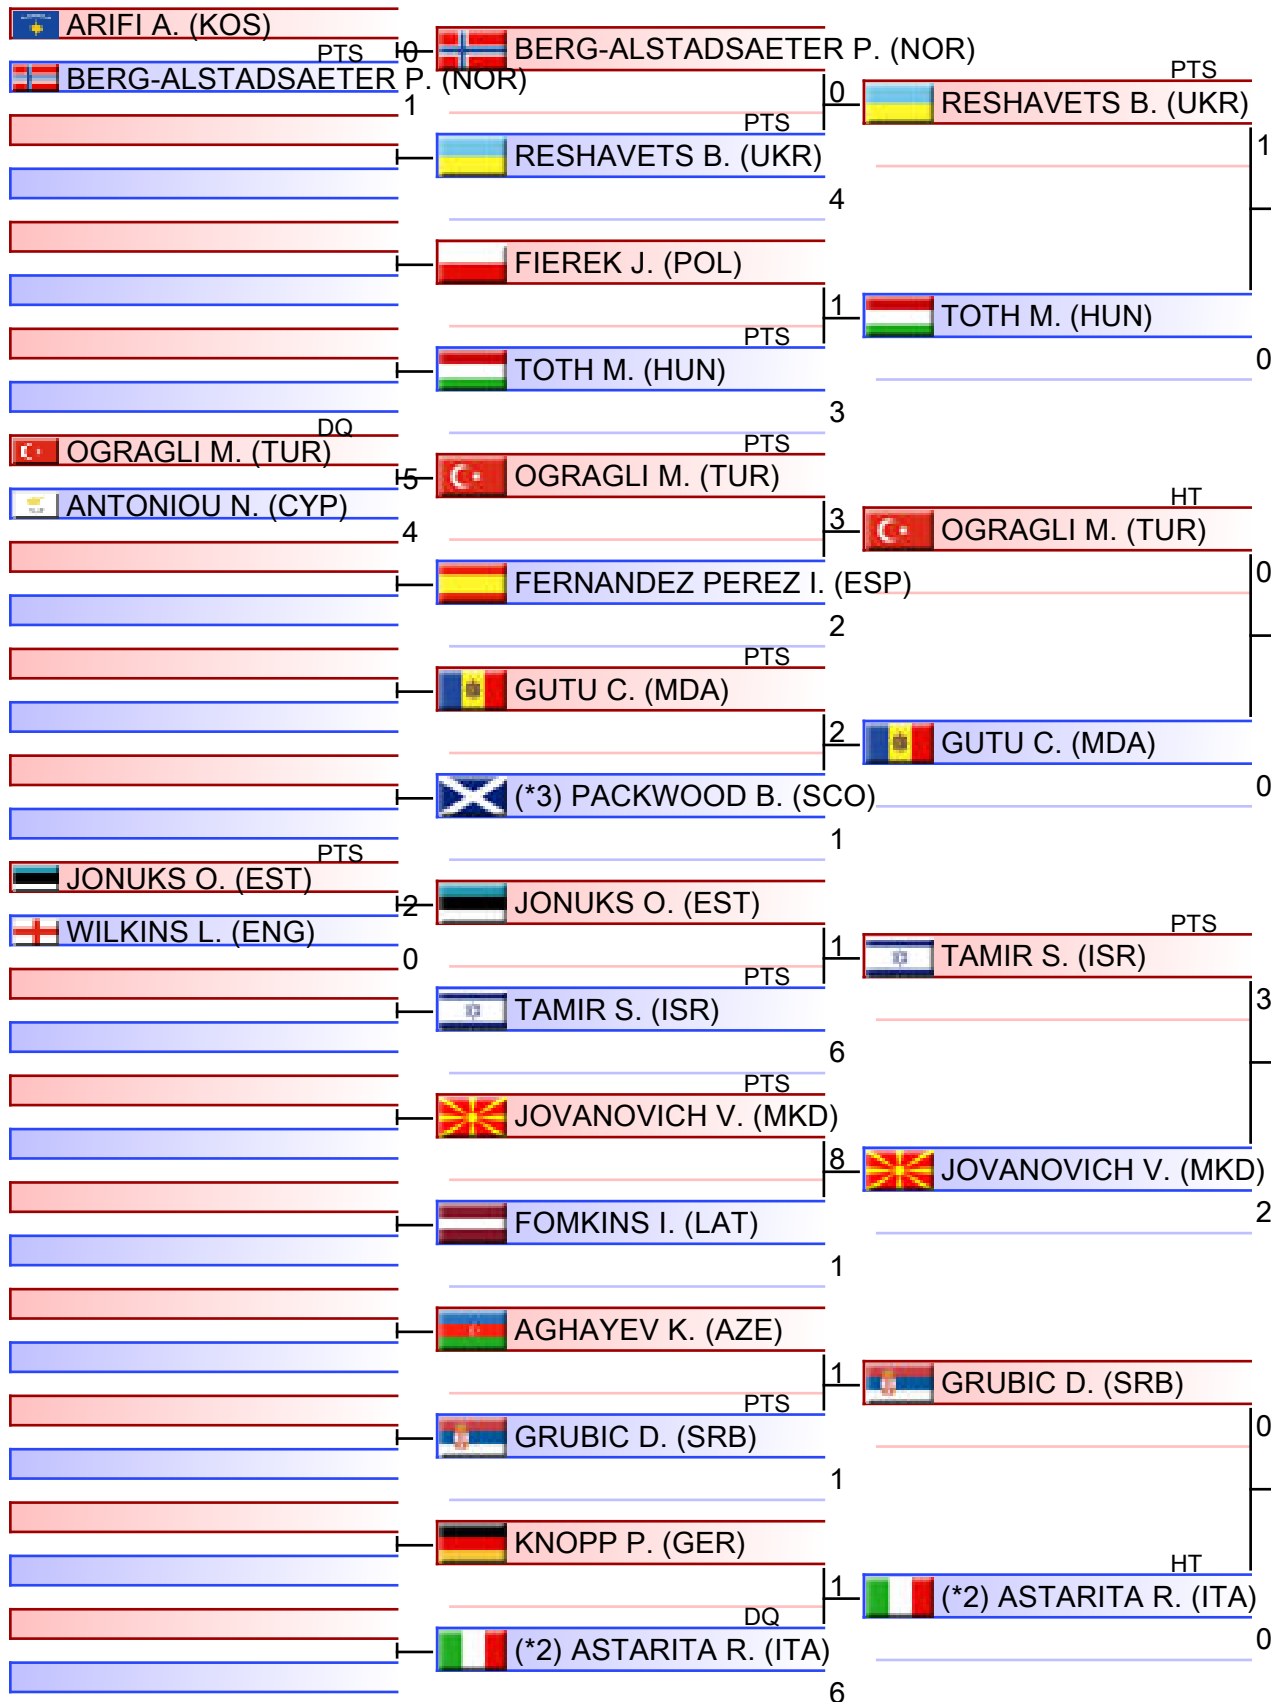 ARIFI A. (KOS)
0
PTS
BERG-ALSTADSAETER P. (NOR)
1
OGRAGLI M. (TUR)
DQ
5
ANTONIOU N. (CYP)
4
JONUKS O. (EST)
PTS
2
WILKINS L. (ENG)
0
BERG-ALSTADSAETER P. (NOR)
0
PTS
RESHAVETS B. (UKR)
4
FIEREK J. (POL)
1
PTS
TOTH M. (HUN)
3
PTS
OGRAGLI M. (TUR)
3
FERNANDEZ PEREZ I. (ESP)
2
PTS
GUTU C. (MDA)
2
(*3) PACKWOOD B. (SCO)
1
JONUKS O. (EST)
1
PTS
TAMIR S. (ISR)
6
PTS
JOVANOVICH V. (MKD)
8
FOMKINS I. (LAT)
1
AGHAYEV K. (AZE)
1
PTS
GRUBIC D. (SRB)
1
KNOPP P. (GER)
1
DQ
(*2) ASTARITA R. (ITA)
6
PTS
RESHAVETS B. (UKR)
1
TOTH M. (HUN)
0
HT
OGRAGLI M. (TUR)
0
GUTU C. (MDA)
0
PTS
TAMIR S. (ISR)
3
JOVANOVICH V. (MKD)
2
GRUBIC D. (SRB)
0
HT
(*2) ASTARITA R. (ITA)
0